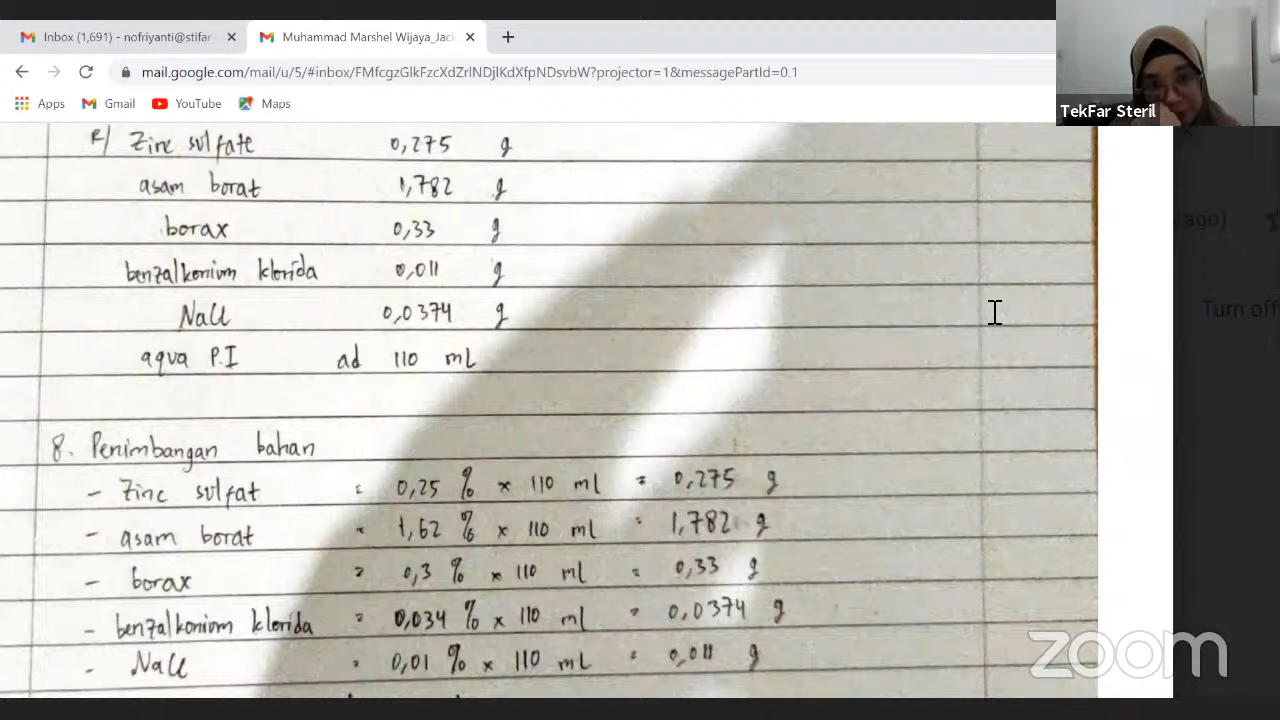 Inbox (1,691) - nofriyanti@stifar
Muhammad Marshel Wijaya_Jack
mail.google.com/mail/u/5/#inbox/FMfcgzGlkFzcXdZrlNDjlKdXfpNDsvbW?projector=1&messagePartId=0.1
Apps Gmail YouTube Maps
TekFar Steril
R/ Zinc sulfate 0,275 g
asam borat 1,782 g
borax 0,33 g
benzalkonium klorida 0,011 g
NaCl 0,0374 g
aqua P.I ad 110 mL
ago)
Turn off
8. Penimbangan bahan
- Zinc sulfat = 0,25 % x 110 ml = 0,275 g
- asam borat = 1,62 % x 110 ml = 1,782 g
- borax = 0,3 % x 110 ml = 0,33 g
- benzalkonium klorida = 0,034 % x 110 ml = 0,0374 g
- NaCl = 0,01 % x 110 ml = 0,011 g
zoom